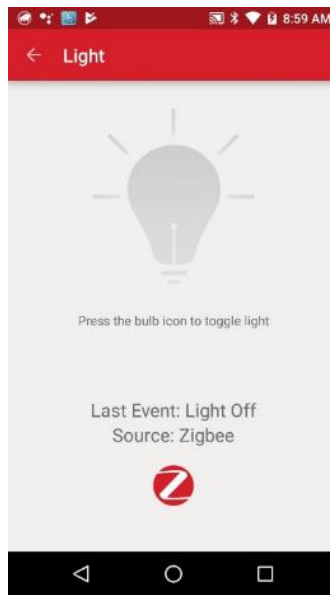 8:59 AM
Light
Press the bulb icon to toggle light
Last Event: Light Off
Source: Zigbee